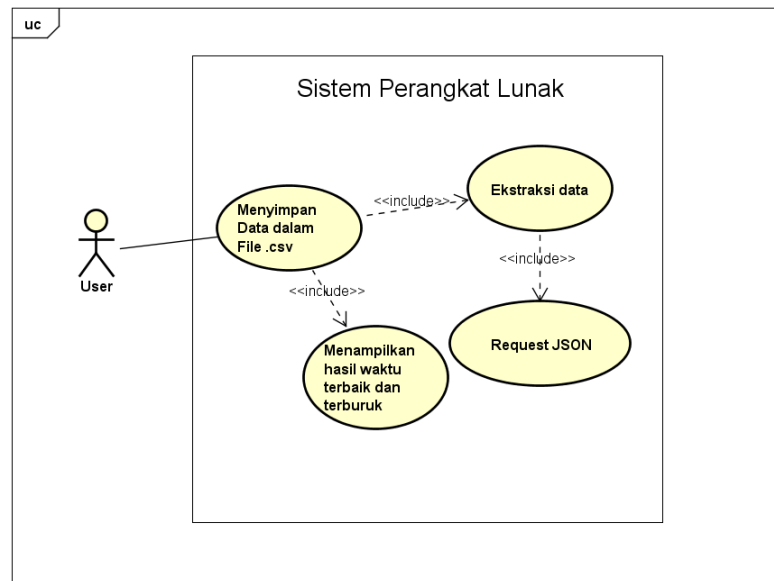 uc
Sistem Perangkat Lunak
Menyimpan
Data dalam
File .csv
<<include>>
Ekstraksi data
User
<<include>>
<<include>>
Menampilkan
hasil waktu
terbaik dan
terburuk
Request JSON